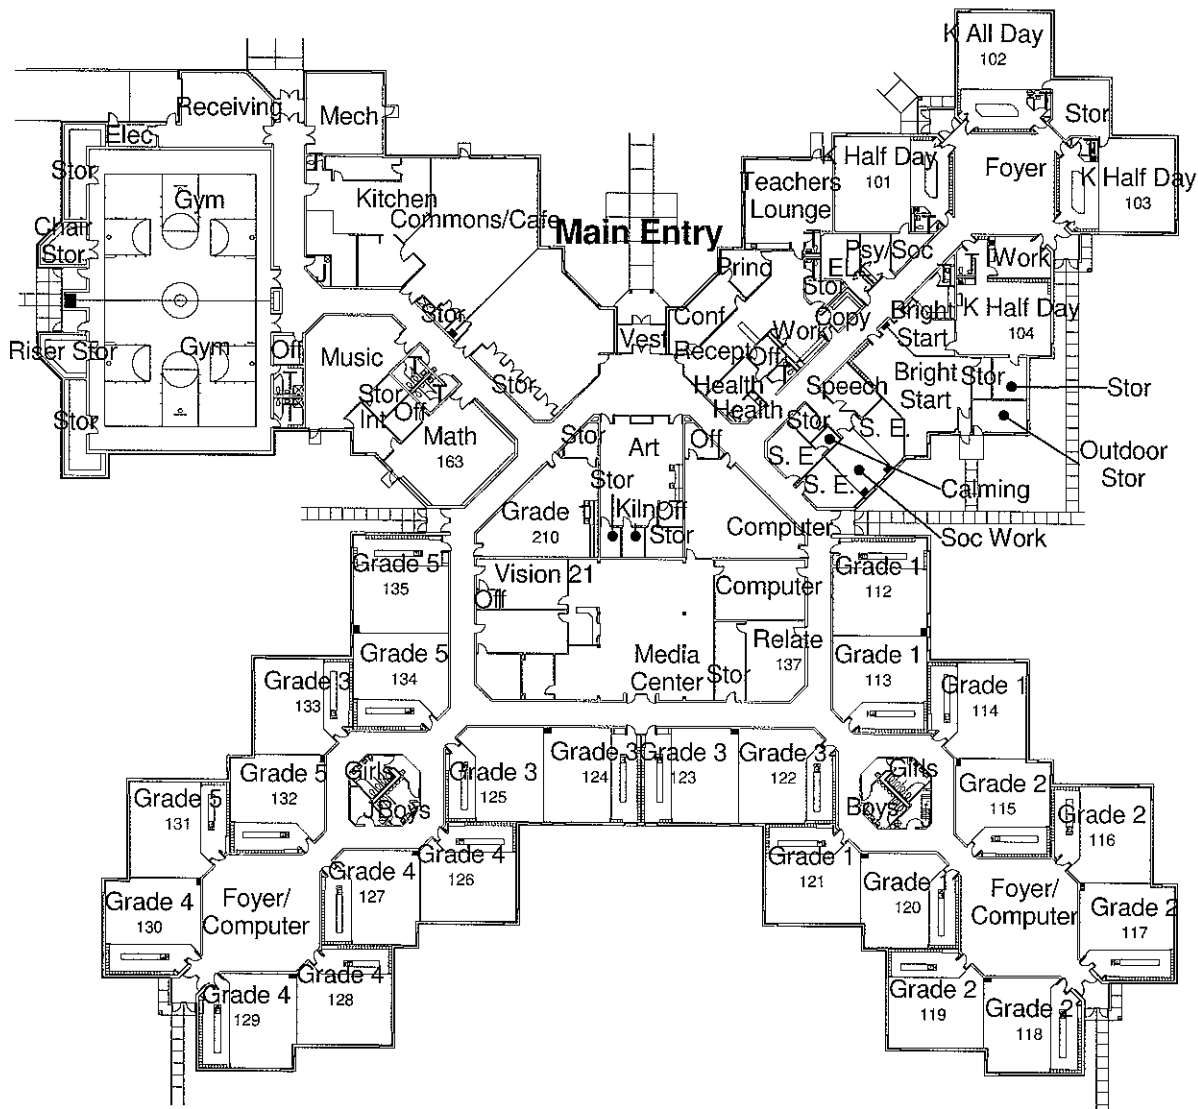 K All Day
102
Receiving
Mech
Stor
Elec
Stor
K Half Day
101
Foyer
K Half Day
103
Gym
Kitchen
Commons/Cafe
Teachers
Lounge
Chair
Stor
Main Entry
Psy/Soc
EL
Work
Prind
Stor
Copy
Bright
Start
K Half Day
104
Stor
Conf
Vest
Work
Riser Stor
Gym
Off
Music
T
Recept
Off
Health
T
Health
Speech
Bright
Start
Stor
Stor
Stor
Stor
Off
Int
T
T
Stor
Math
163
Stor
Art
Off
Stor
S. E.
S. E.
S. E.
Outdoor
Stor
Calming
Soc Work
Stor
Kiln
Off
Stor
Grade 1
210
Computer
Grade 5
135
Vision 21
Off
Computer
Grade 1
112
Grade 5
134
Media
Center
Stor
Relate
137
Grade 1
113
Grade 3
133
Grade 1
114
Grade 5
132
Girls
Boys
Grade 3
125
Grade 3
124
Grade 3
123
Grade 3
122
Girls
Boys
Grade 2
115
Grade 5
131
Grade 2
116
Grade 4
127
Grade 4
126
Grade 1
121
Grade 1
120
Grade 4
130
Foyer/
Computer
Foyer/
Computer
Grade 2
117
Grade 4
129
Grade 4
128
Grade 2
119
Grade 2
118
T
T
T
T